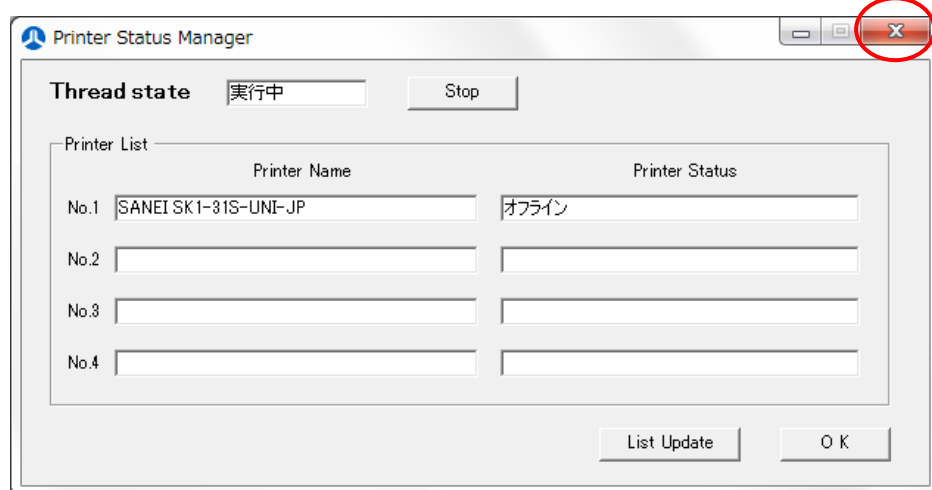 Printer Status Manager
Thread state 実行中 Stop
Printer List
Printer Name Printer Status
No.1 SANEI SK1-31S-UNI-JP オフライン
No.2
No.3
No.4
List Update O K